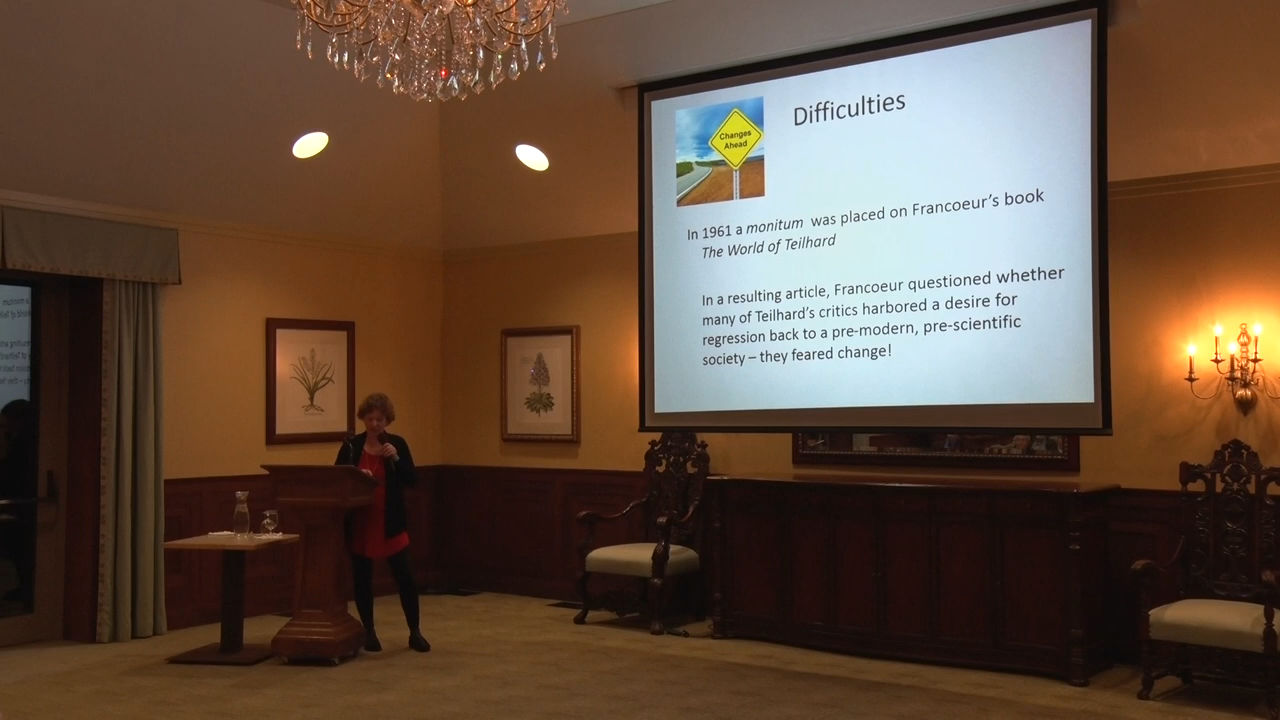 Difficulties
Changes
Ahead
In 1961 a monitum was placed on Francoeur's book
The World of Teilhard
In a resulting article, Francoeur questioned whether
many of Teilhard's critics harbored a desire for
regression back to a pre-modern, pre-scientific
society – they feared change!